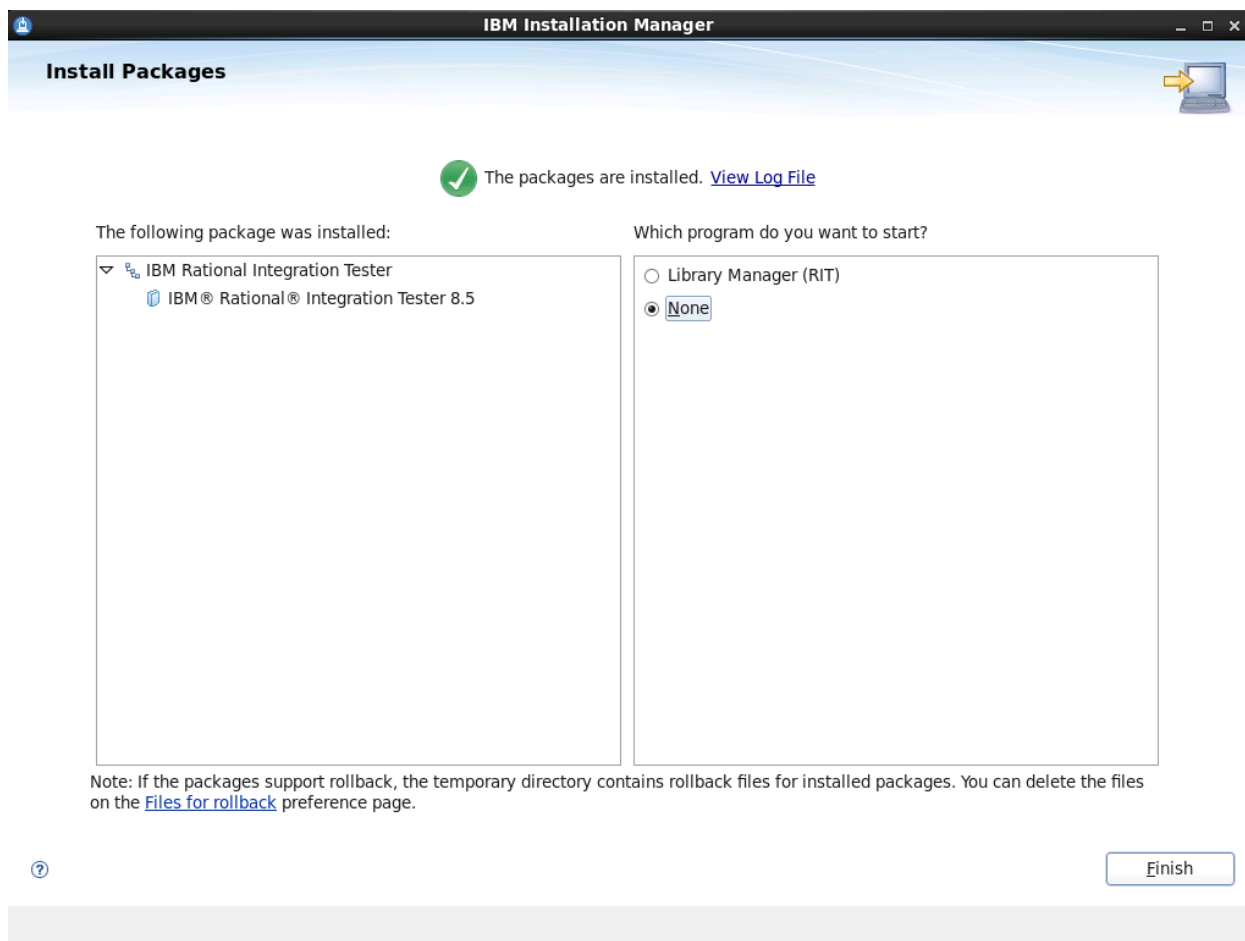 IBM Installation Manager
Install Packages
The packages are installed. View Log File
The following package was installed:
IBM Rational Integration Tester
IBM® Rational® Integration Tester 8.5
Which program do you want to start?
Library Manager (RIT)
None
Note: If the packages support rollback, the temporary directory contains rollback files for installed packages. You can delete the files
on the Files for rollback preference page.
?
Finish